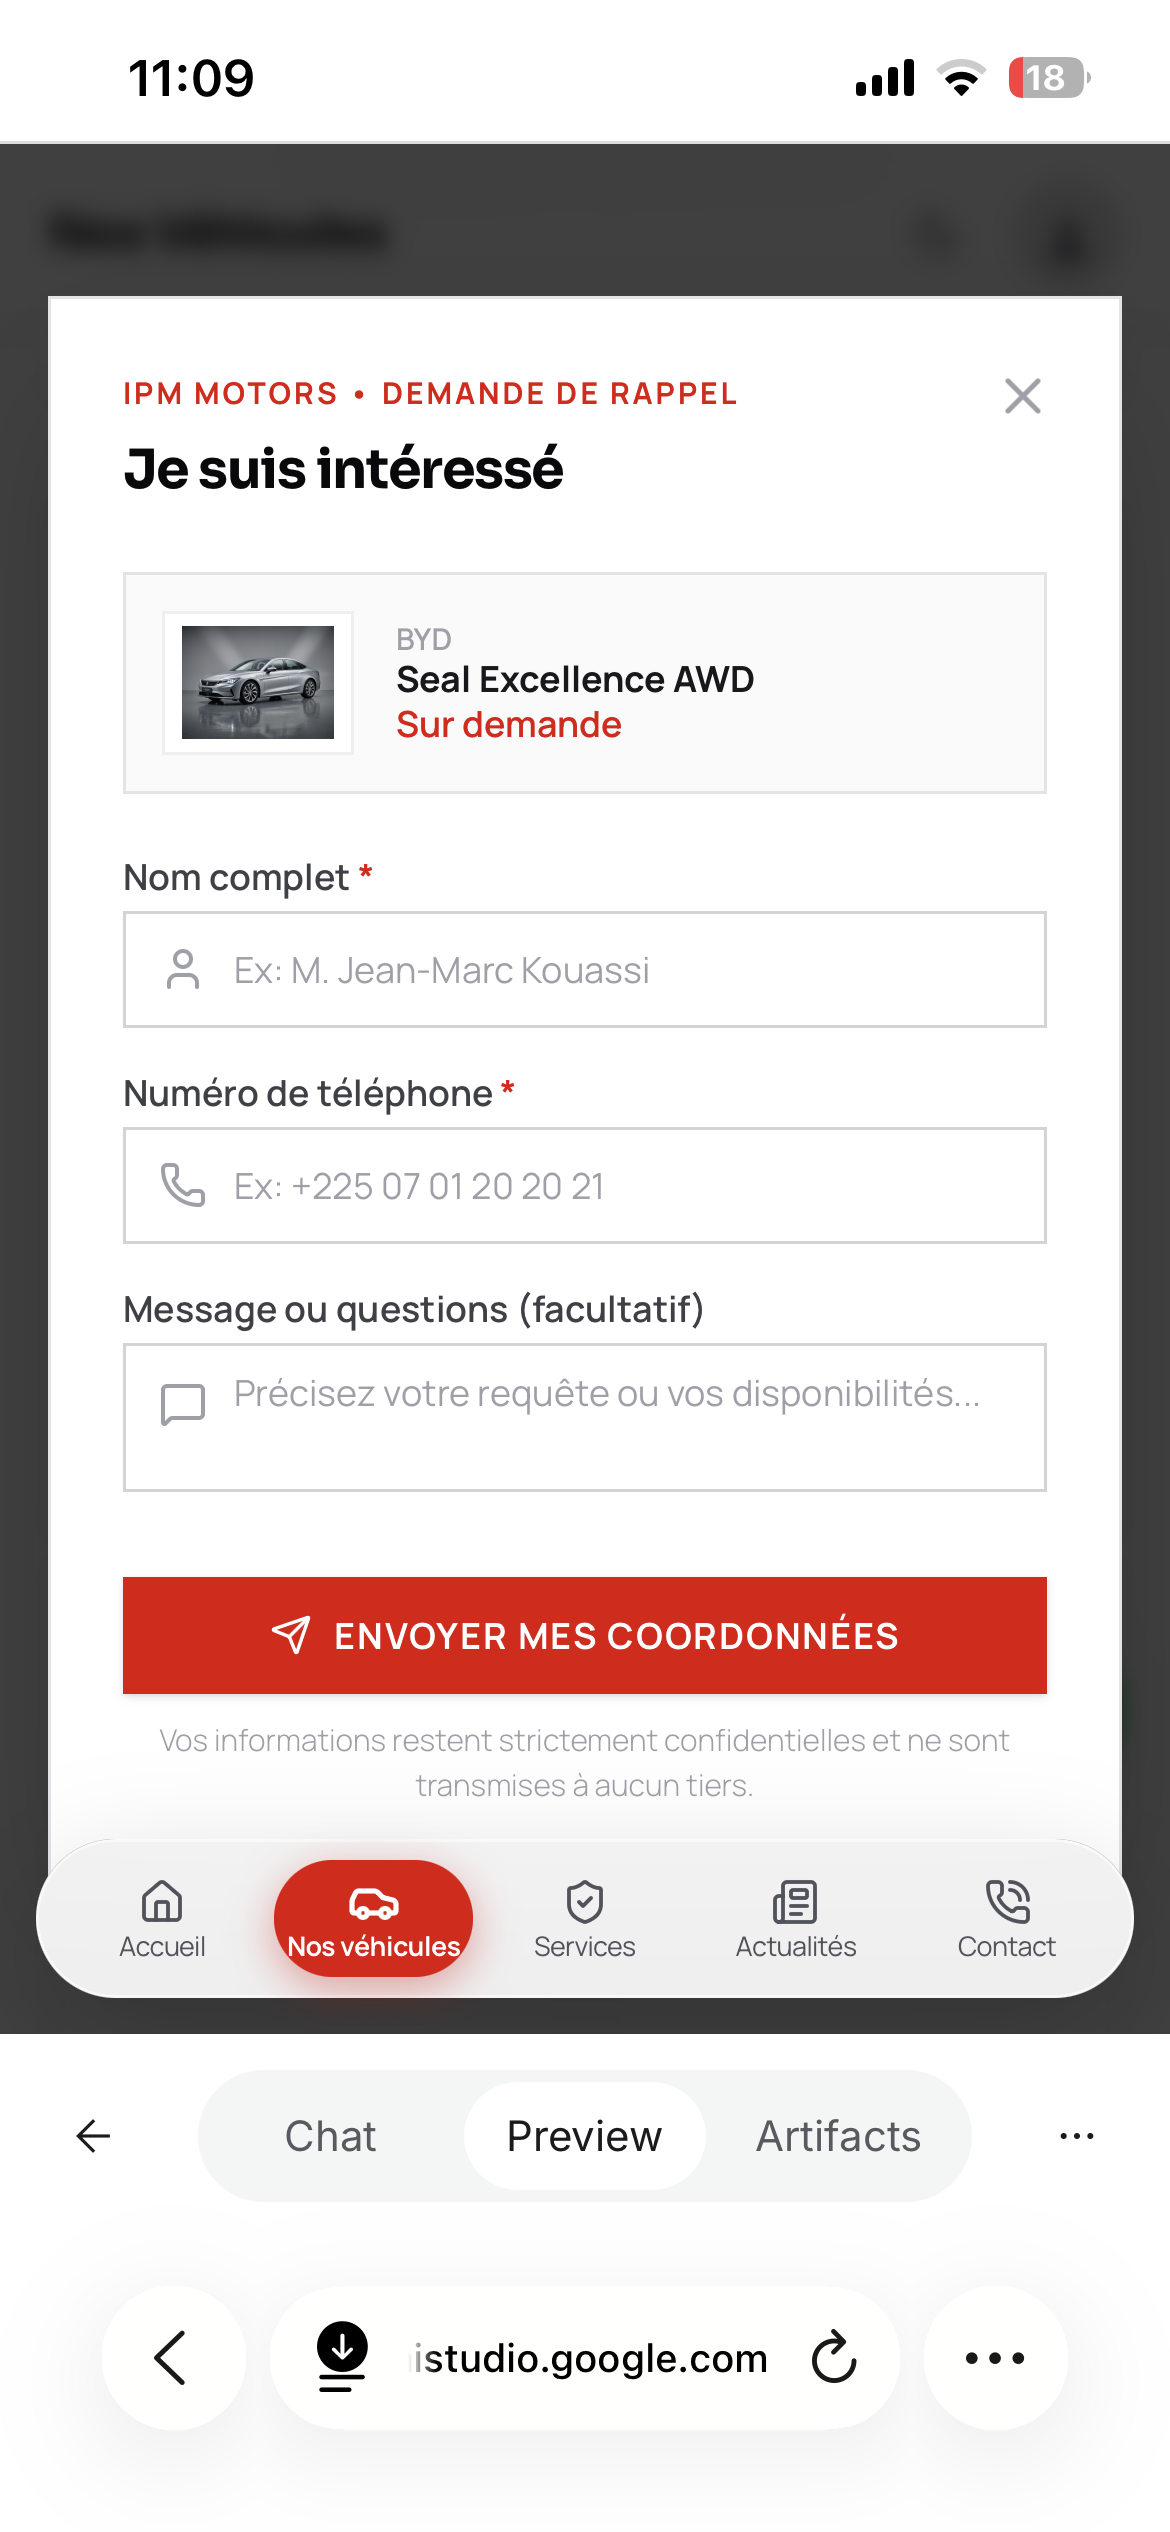 11:09
18
Nos Véhicules
IPM MOTORS • DEMANDE DE RAPPEL
Je suis intéressé
BYD
Seal Excellence AWD
Sur demande
Nom complet *
Ex: M. Jean-Marc Kouassi
Numéro de téléphone *
Ex: +225 07 01 20 20 21
Message ou questions (facultatif)
Précisez votre requête ou vos disponibilités...
ENVOYER MES COORDONNÉES
Vos informations restent strictement confidentielles et ne sont
transmises à aucun tiers.
Accueil
Nos véhicules
Services
Actualités
Contact
Chat
Preview
Artifacts
istudio.google.com